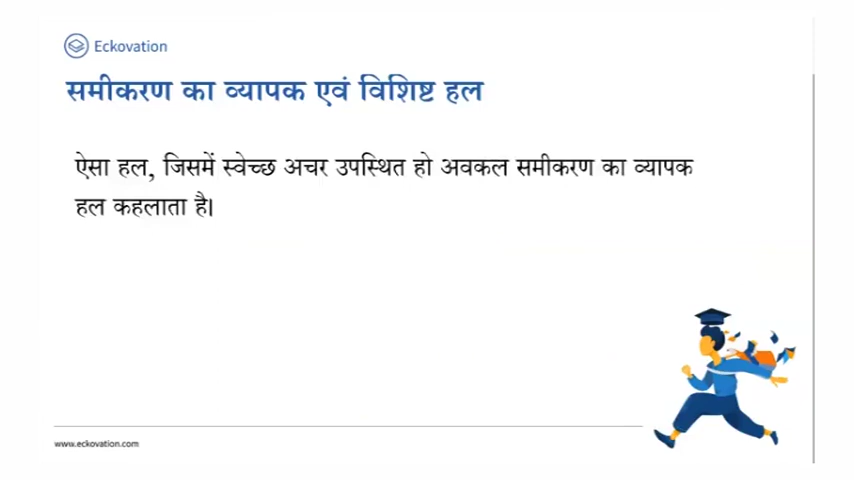 Eckovation
समीकरण का व्यापक एवं विशिष्ट हल
ऐसा हल, जिसमें स्वेच्छ अचर उपस्थित हो अवकल समीकरण का व्यापक
हल कहलाता है।
www.eckovation.com